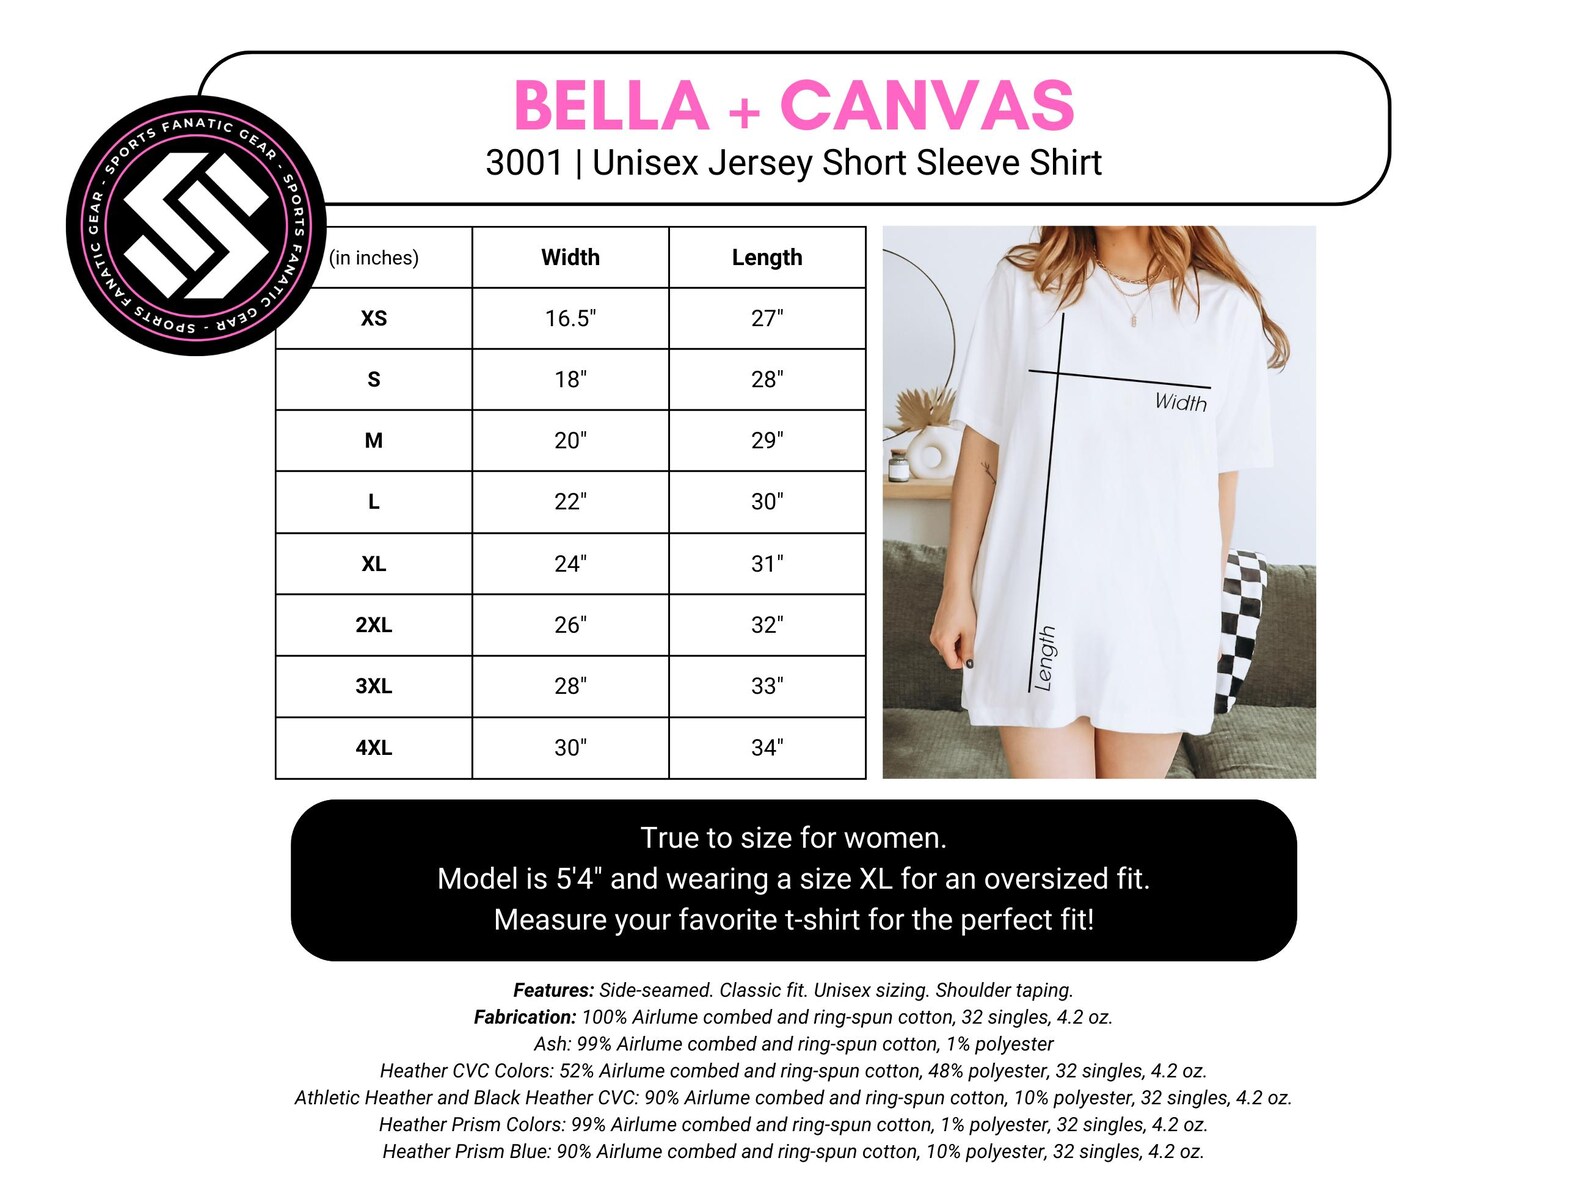 BELLA + CANVAS
3001 | Unisex Jersey Short Sleeve Shirt
SPORTS FANATIC GEAR - SPORTS FANATIC GEAR - SPORTS FANATIC GEAR -
(in inches) Width Length
XS 16.5" 27"
S 18" 28"
M 20" 29"
L 22" 30"
XL 24" 31"
2XL 26" 32"
3XL 28" 33"
4XL 30" 34"
Width
Length
True to size for women.
Model is 5'4" and wearing a size XL for an oversized fit.
Measure your favorite t-shirt for the perfect fit!
Features: Side-seamed. Classic fit. Unisex sizing. Shoulder taping.
Fabrication: 100% Airlume combed and ring-spun cotton, 32 singles, 4.2 oz.
Ash: 99% Airlume combed and ring-spun cotton, 1% polyester
Heather CVC Colors: 52% Airlume combed and ring-spun cotton, 48% polyester, 32 singles, 4.2 oz.
Athletic Heather and Black Heather CVC: 90% Airlume combed and ring-spun cotton, 10% polyester, 32 singles, 4.2 oz.
Heather Prism Colors: 99% Airlume combed and ring-spun cotton, 1% polyester, 32 singles, 4.2 oz.
Heather Prism Blue: 90% Airlume combed and ring-spun cotton, 10% polyester, 32 singles, 4.2 oz.